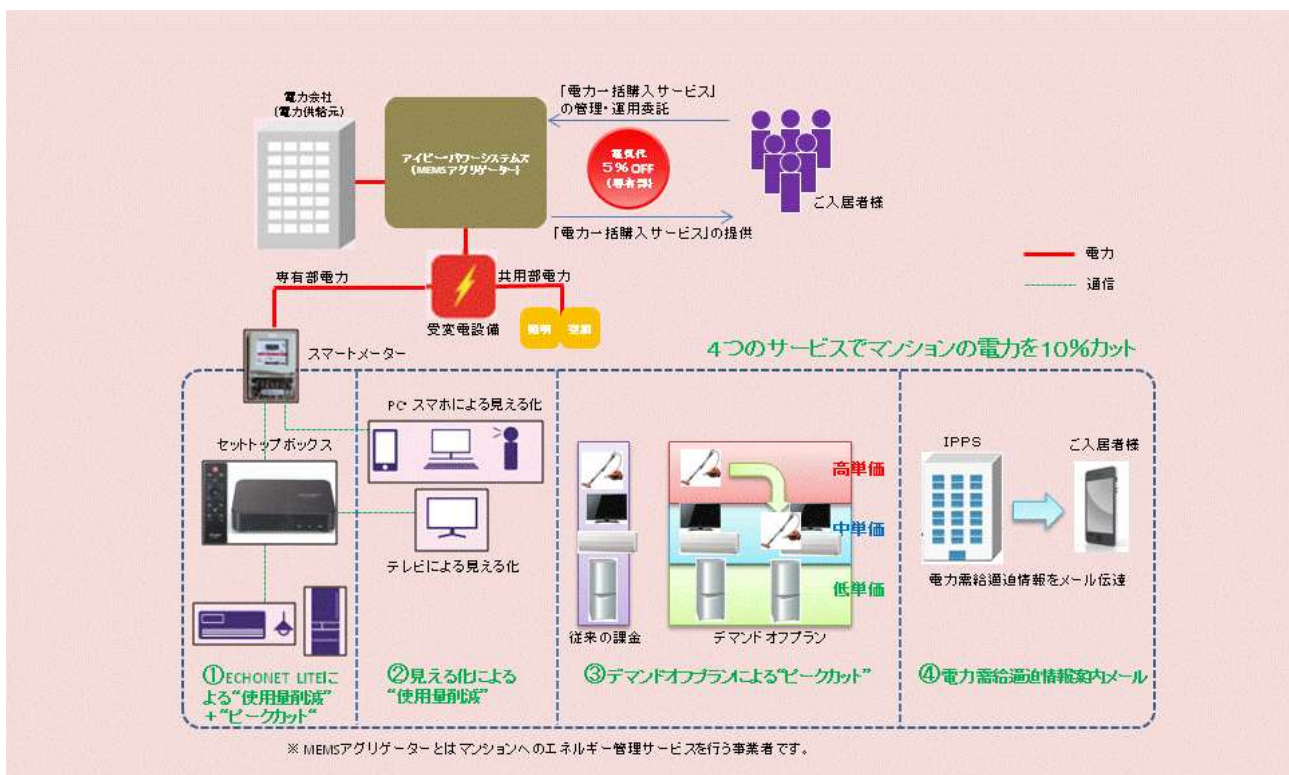 電力会社
(電力供給元)
アイピー・パワーシステムズ
(MEMSアグリゲーター)
「電力一括購入サービス」
の管理・運用委託
電気代
5%OFF
(専有部)
ご入居者様
「電力一括購入サービス」の提供
電力
通信
専有部電力
共用部電力
受変電設備
照明
空調
スマートメーター
4つのサービスでマンションの電力を10%カット
PC・スマホによる見える化
セットトップボックス
テレビによる見える化
高単価
中単価
低単価
従来の課金
デマンドオフプラン
IPPS
ご入居者様
電力需給逼迫情報をメール伝達
①ECHONET LITEに
よる“使用量削減”
+“ピークカット“
②見える化による
“使用量削減”
③デマンドオフプランによる“ピークカット”
④電力需給逼迫情報案内メール
※ MEMSアグリゲーターとはマンションへのエネルギー管理サービスを行う事業者です。